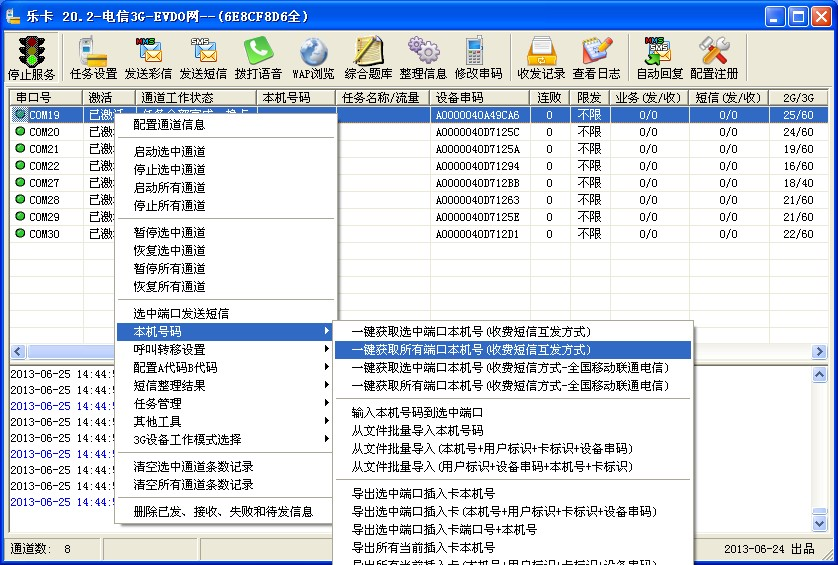 乐卡 20.2-电信3G-EVDO网--(6E8CF8D6全)
停止服务 任务设置 发送彩信 发送短信 拨打语音 WAP浏览 综合题库 整理信息 修改串码 收发记录 查看日志 自动回复 配置注册
串口号 激活 通道工作状态 本机号码 任务名称/流量 设备串码 连败 限发 业务(发/收) 短信(发/收) 2G/3G
COM19 已激活 A0000040A49CA6 0 不限 0/0 0/0 25/60
COM20 已激 A0000040D7125C 0 不限 0/0 0/0 24/60
COM21 已激 A0000040D7125A 0 不限 0/0 0/0 19/60
COM22 已激 A0000040D71294 0 不限 0/0 0/0 16/60
COM27 已激 A0000040D712BB 0 不限 0/0 0/0 18/40
COM28 已激 A0000040D71263 0 不限 0/0 0/0 21/60
COM29 已激 A0000040D7125E 0 不限 0/0 0/0 21/60
COM30 已激 A0000040D712D1 0 不限 0/0 0/0 22/60
配置通道信息
启动选中通道
停止选中通道
启动所有通道
停止所有通道
暂停选中通道
恢复选中通道
暂停所有通道
恢复所有通道
选中端口发送短信
本机号码
呼叫转移设置
配置A代码B代码
短信整理结果
任务管理
其他工具
3G设备工作模式选择
清空选中通道条数记录
清空所有通道条数记录
删除已发、接收、失败和待发信息
一键获取选中端口本机号(收费短信互发方式)
一键获取所有端口本机号(收费短信互发方式)
一键获取选中端口本机号(收费短信方式-全国移动联通电信)
一键获取所有端口本机号(收费短信方式-全国移动联通电信)
输入本机号码到选中端口
从文件批量导入本机号码
从文件批量导入(本机号+用户标识+卡标识+设备串码)
从文件批量导入(用户标识+设备串码+本机号+卡标识)
导出选中端口插入卡本机号
导出选中端口插入卡(本机号+用户标识+卡标识+设备串码)
导出选中端口插入卡端口号+本机号
导出所有当前插入卡本机号
2013-06-25 14:44:
2013-06-25 14:44:
2013-06-25 14:44:
2013-06-25 14:44:
2013-06-25 14:44:
2013-06-25 14:44:
2013-06-25 14:44:
2013-06-25 14:44:
2013-06-25 14:44:
通道数: 8
2013-06-24 出品